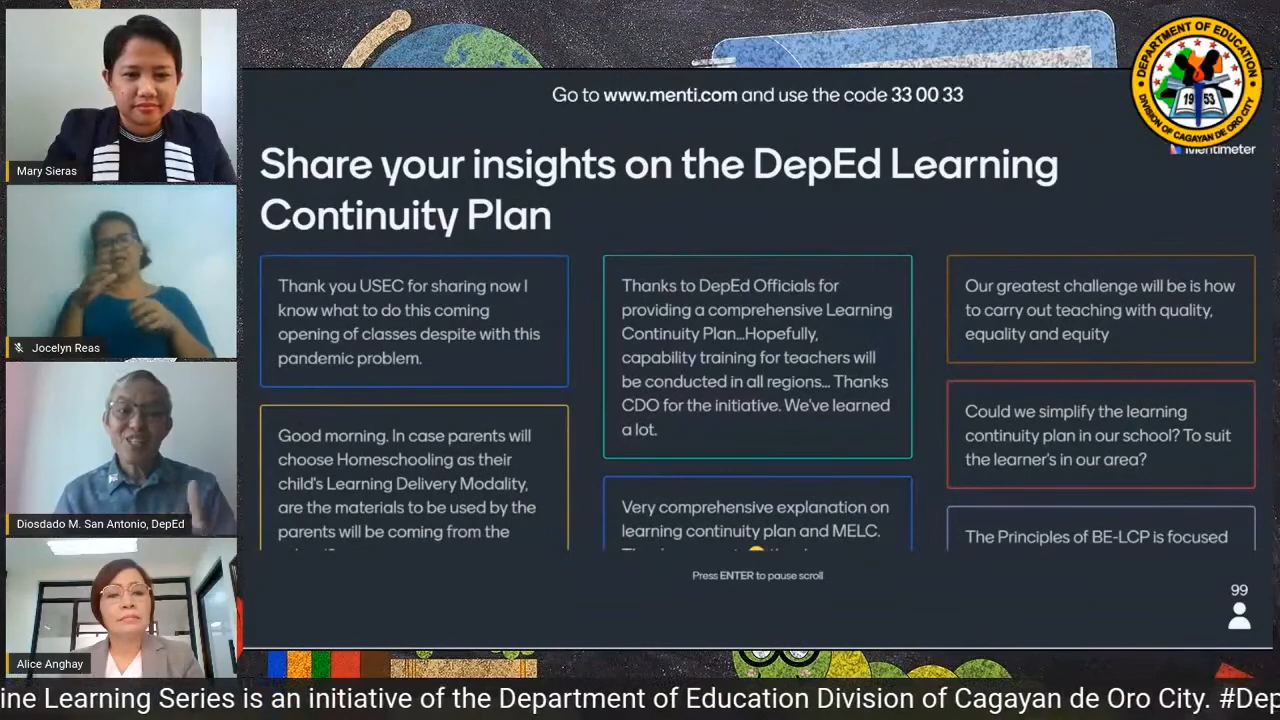 Mary Sieras
Jocelyn Reas
Diosdado M. San Antonio, DepEd
Alice Anghay
Go to www.menti.com and use the code 33 00 33
DEPARTMENT OF EDUCATION
1953
DIVISION OF CAGAYAN DE ORO CITY
Mentimeter
Share your insights on the DepEd Learning
Continuity Plan
Thank you USEC for sharing now I
know what to do this coming
opening of classes despite with this
pandemic problem.
Good morning. In case parents will
choose Homeschooling as their
child's Learning Delivery Modality,
are the materials to be used by the
parents will be coming from the
Thanks to DepEd Officials for
providing a comprehensive Learning
Continuity Plan...Hopefully,
capability training for teachers will
be conducted in all regions... Thanks
CDO for the initiative. We've learned
a lot.
Very comprehensive explanation on
learning continuity plan and MELC.
Our greatest challenge will be is how
to carry out teaching with quality,
equality and equity
Could we simplify the learning
continuity plan in our school? To suit
the learner's in our area?
The Principles of BE-LCP is focused
Press ENTER to pause scroll
99
ine Learning Series is an initiative of the Department of Education Division of Cagayan de Oro City. #Dep